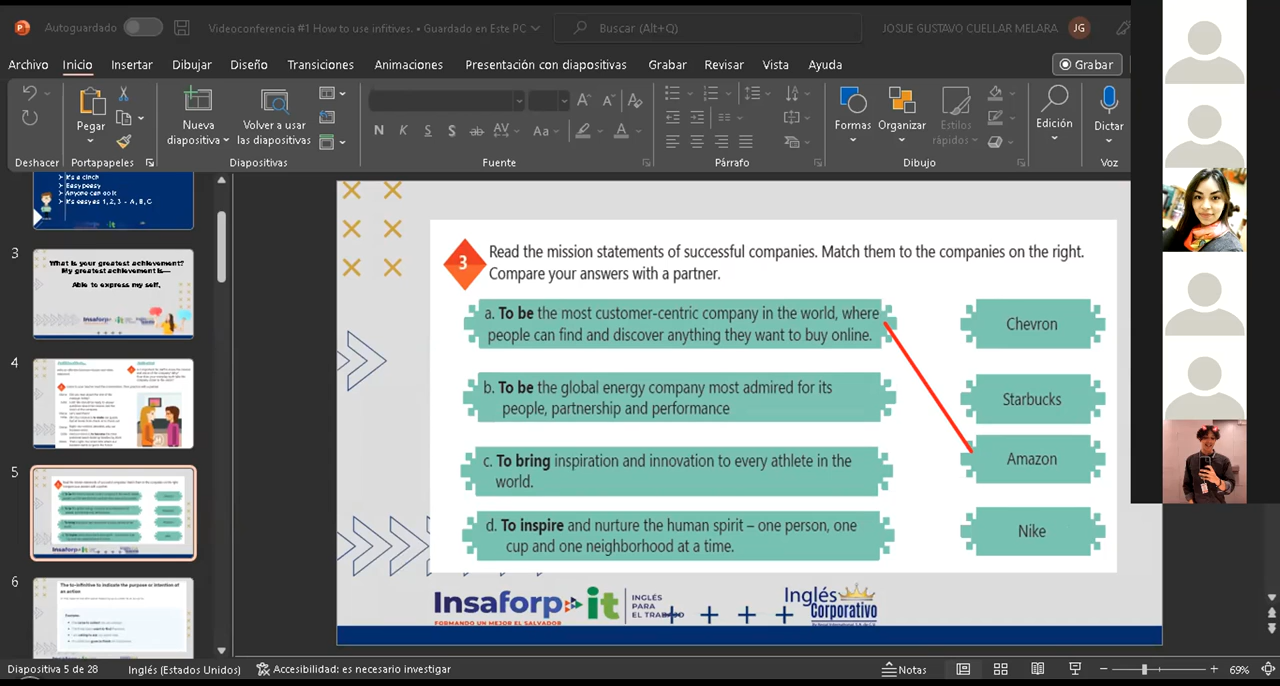 Autoguardado
Videoconferencia #1 How to use infitives. • Guardado en Este PC
Buscar (Alt+Q)
JOSUE GUSTAVO CUELLAR MELARA
JG
Archivo Inicio Insertar Dibujar Diseño Transiciones Animaciones Presentación con diapositivas Grabar Revisar Vista Ayuda
Grabar
Pegar
Nueva diapositiva
Volver a usar las diapositivas
N K S S ab AV Aa A
Formas
Organizar
Estilos rápidos
Edición
Dictar
Deshacer Portapapeles Diapositivas Fuente Párrafo Dibujo Voz
It's a cinch
Easy peasy
Anyone can do it
It's easy as 1, 2, 3 - A, B, C
3
What is your greatest achievement?
My greatest achievement is—
Able to express my self.
4
5
6
The to-infinitive to indicate the purpose or intention of an action
3
Read the mission statements of successful companies. Match them to the companies on the right.
Compare your answers with a partner.
a. To be the most customer-centric company in the world, where
people can find and discover anything they want to buy online.
Chevron
b. To be the global energy company most admired for its
people, partnership and performance
Starbucks
c. To bring inspiration and innovation to every athlete in the
world.
Amazon
d. To inspire and nurture the human spirit – one person, one
cup and one neighborhood at a time.
Nike
Insaforp it
FORMANDO UN MEJOR EL SALVADOR
INGLÉS
PARA
EL TRABAJO
Inglés
Corporativo
Diapositiva 5 de 28
Inglés (Estados Unidos)
Accesibilidad: es necesario investigar
Notas
69%